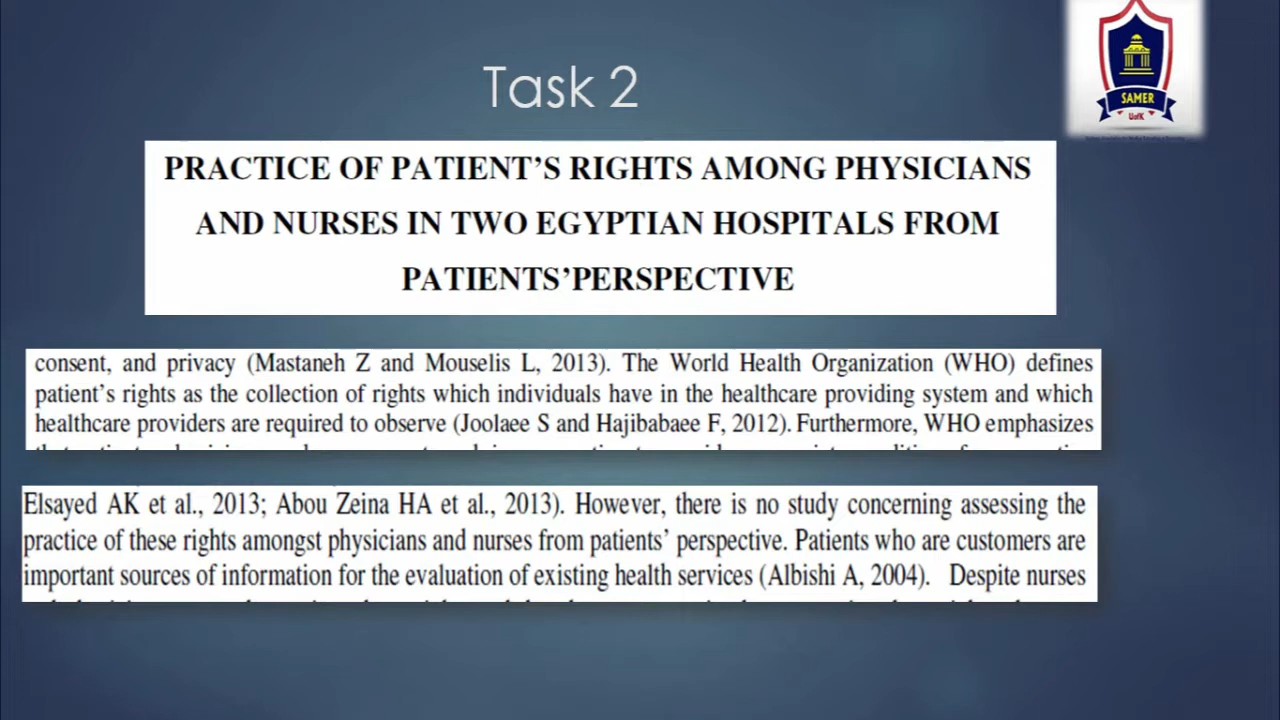 SAMER
UofK
Task 2
PRACTICE OF PATIENT’S RIGHTS AMONG PHYSICIANS
AND NURSES IN TWO EGYPTIAN HOSPITALS FROM
PATIENTS’PERSPECTIVE
consent, and privacy (Mastaneh Z and Mouselis L, 2013). The World Health Organization (WHO) defines
patient’s rights as the collection of rights which individuals have in the healthcare providing system and which
healthcare providers are required to observe (Joolaee S and Hajibabaee F, 2012). Furthermore, WHO emphasizes
Elsayed AK et al., 2013; Abou Zeina HA et al., 2013). However, there is no study concerning assessing the
practice of these rights amongst physicians and nurses from patients’ perspective. Patients who are customers are
important sources of information for the evaluation of existing health services (Albishi A, 2004). Despite nurses